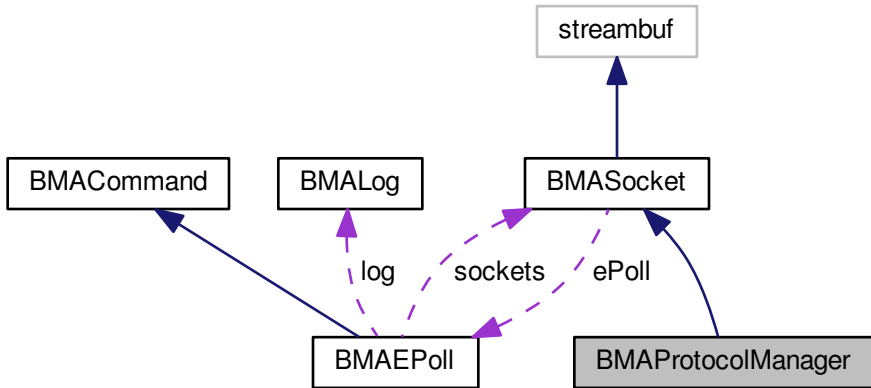 streambuf
BMACommand
BMALog
BMASocket
log
sockets
ePoll
BMAEPoll
BMAProtocolManager